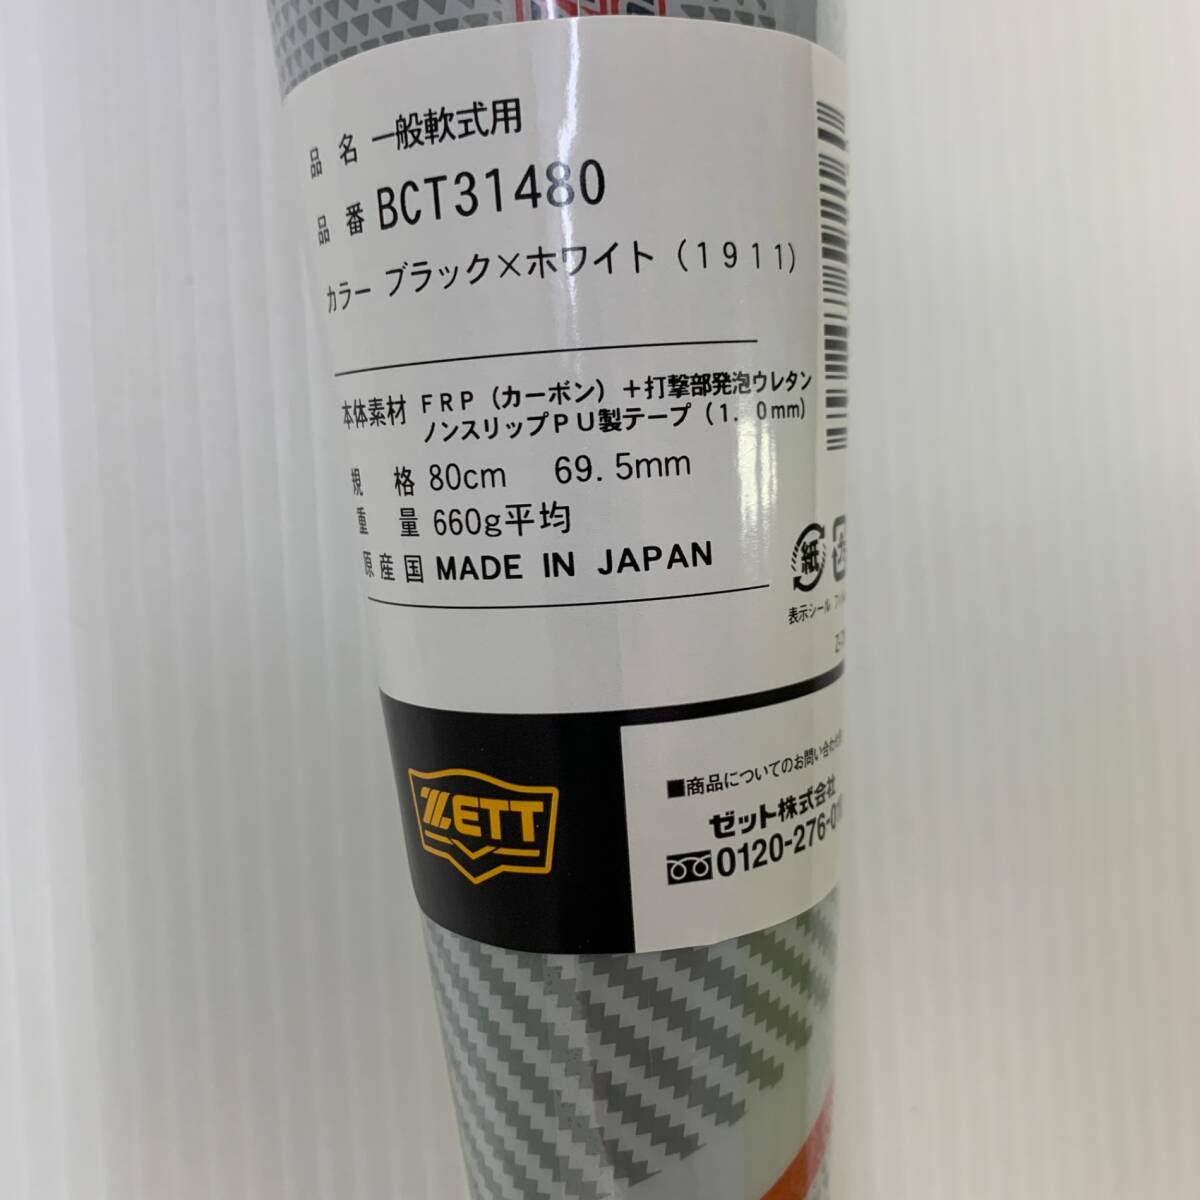 品名 一般軟式用
品番 BCT31480
カラー ブラック×ホワイト（1911）
本体素材 ＦＲＰ（カーボン）＋打撃部発泡ウレタン
ノンスリップＰＵ製テープ（1.0mm）
規格 80cm 69.5mm
重量 660g平均
原産国 MADE IN JAPAN
紙
表示シール
ZETT
■商品についてのお問い合わせ
ゼット株式会社
0120-276-